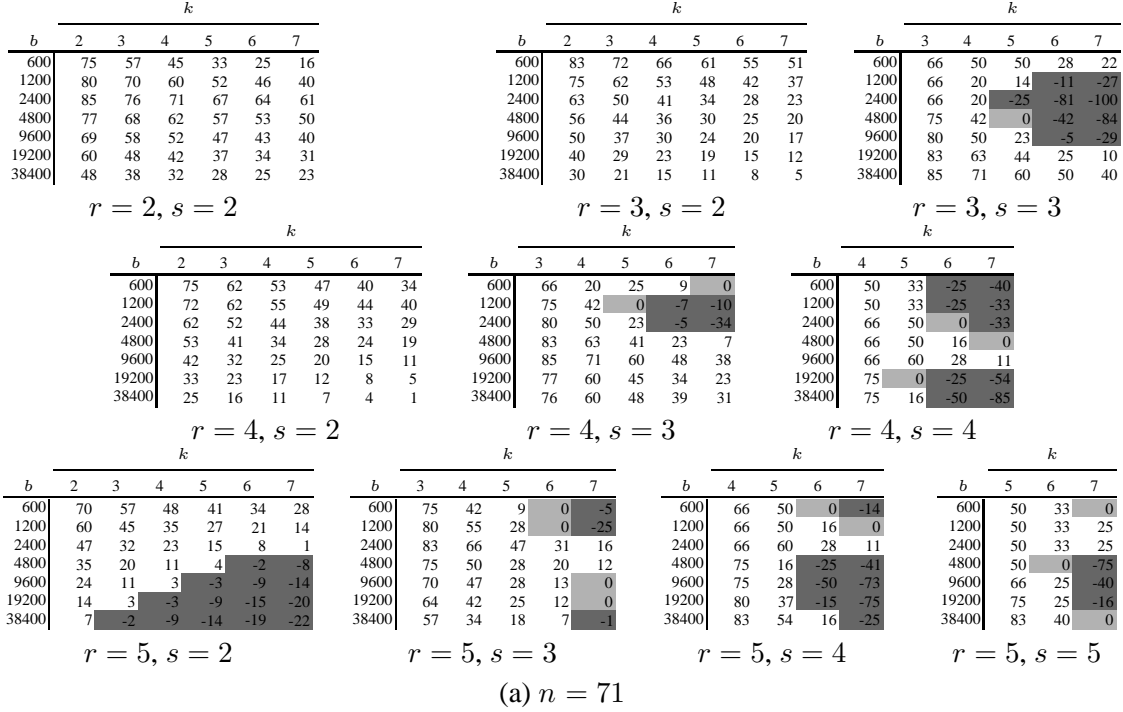 k
b 2 3 4 5 6 7
600 75 57 45 33 25 16
1200 80 70 60 52 46 40
2400 85 76 71 67 64 61
4800 77 68 62 57 53 50
9600 69 58 52 47 43 40
19200 60 48 42 37 34 31
38400 48 38 32 28 25 23
r = 2, s = 2
k
b 2 3 4 5 6 7
600 83 72 66 61 55 51
1200 75 62 53 48 42 37
2400 63 50 41 34 28 23
4800 56 44 36 30 25 20
9600 50 37 30 24 20 17
19200 40 29 23 19 15 12
38400 30 21 15 11 8 5
r = 3, s = 2
k
b 3 4 5 6 7
600 66 50 50 28 22
1200 66 20 14 -11 -27
2400 66 20 -25 -81 -100
4800 75 42 0 -42 -84
9600 80 50 23 -5 -29
19200 83 63 44 25 10
38400 85 71 60 50 40
r = 3, s = 3
k
b 2 3 4 5 6 7
600 75 62 53 47 40 34
1200 72 62 55 49 44 40
2400 62 52 44 38 33 29
4800 53 41 34 28 24 19
9600 42 32 25 20 15 11
19200 33 23 17 12 8 5
38400 25 16 11 7 4 1
r = 4, s = 2
k
b 3 4 5 6 7
600 66 20 25 9 0
1200 75 42 0 -7 -10
2400 80 50 23 -5 -34
4800 83 63 41 23 7
9600 85 71 60 48 38
19200 77 60 45 34 23
38400 76 60 48 39 31
r = 4, s = 3
k
b 4 5 6 7
600 50 33 -25 -40
1200 50 33 -25 -33
2400 66 50 0 -33
4800 66 50 16 0
9600 66 60 28 11
19200 75 0 -25 -54
38400 75 16 -50 -85
r = 4, s = 4
k
b 2 3 4 5 6 7
600 70 57 48 41 34 28
1200 60 45 35 27 21 14
2400 47 32 23 15 8 1
4800 35 20 11 4 -2 -8
9600 24 11 3 -3 -9 -14
19200 14 3 -3 -9 -15 -20
38400 7 -2 -9 -14 -19 -22
r = 5, s = 2
k
b 3 4 5 6 7
600 75 42 9 0 -5
1200 80 55 28 0 -25
2400 83 66 47 31 16
4800 75 50 28 20 12
9600 70 47 28 13 0
19200 64 42 25 12 0
38400 57 34 18 7 -1
r = 5, s = 3
k
b 4 5 6 7
600 66 50 0 -14
1200 66 50 16 0
2400 66 60 28 11
4800 75 16 -25 -41
9600 75 28 -50 -73
19200 80 37 -15 -75
38400 83 54 16 -25
r = 5, s = 4
k
b 5 6 7
600 50 33 0
1200 50 33 25
2400 50 33 25
4800 50 0 -75
9600 66 25 -40
19200 75 25 -16
38400 83 40 0
r = 5, s = 5
(a) n = 71